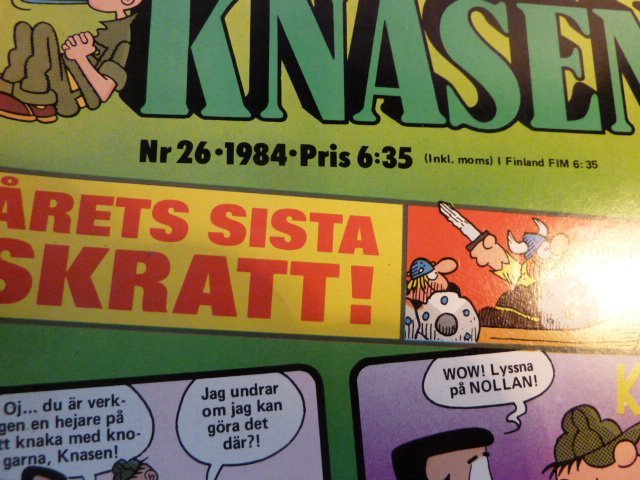 KNASEN
Nr 26·1984·Pris 6:35 (Inkl. moms) I Finland FIM 6:35
ÅRETS SISTA
SKRATT!
Oj... du är verk-
gen en hejare på
tt knaka med kno-
garna, Knasen!
Jag undrar
om jag kan
göra det
där?!
WOW! Lyssna
på NOLLAN!
K